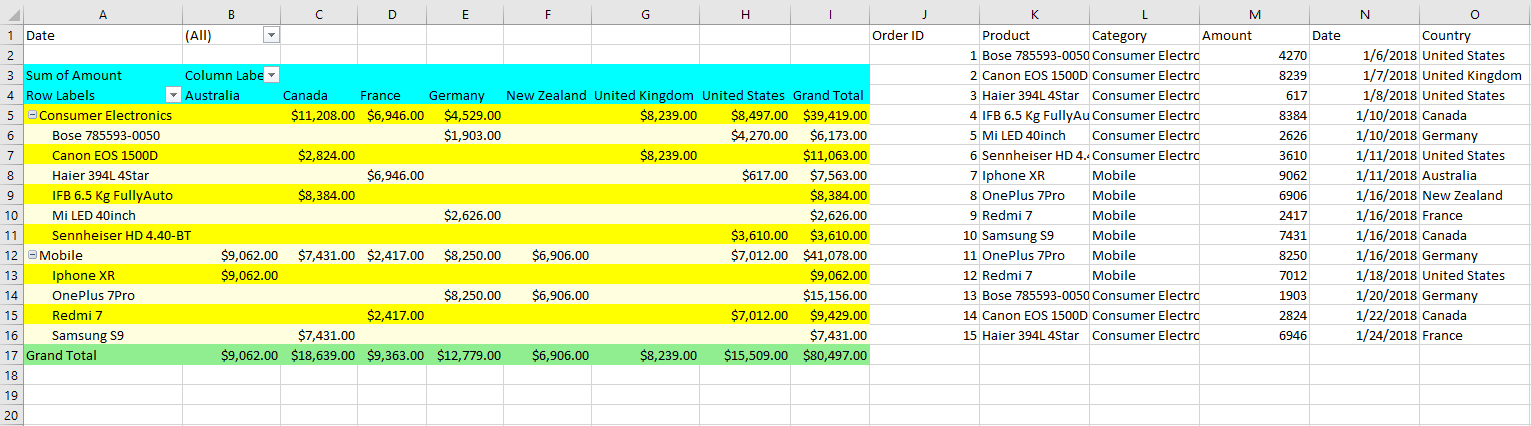 A B C D E F G H I J K L M N O
1 Date (All) Order ID Product Category Amount Date Country
2 1 Bose 785593-0050 Consumer Electro 4270 1/6/2018 United States
3 Sum of Amount Column Labe 2 Canon EOS 1500D Consumer Electro 8239 1/7/2018 United Kingdom
4 Row Labels Australia Canada France Germany New Zealand United Kingdom United States Grand Total 3 Haier 394L 4Star Consumer Electro 617 1/8/2018 United States
5 Consumer Electronics $11,208.00 $6,946.00 $4,529.00 $8,239.00 $8,497.00 $39,419.00 4 IFB 6.5 Kg FullyAu Consumer Electro 8384 1/10/2018 Canada
6 Bose 785593-0050 $1,903.00 $4,270.00 $6,173.00 5 Mi LED 40inch Consumer Electro 2626 1/10/2018 Germany
7 Canon EOS 1500D $2,824.00 $8,239.00 $11,063.00 6 Sennheiser HD 4.4 Consumer Electro 3610 1/11/2018 United States
8 Haier 394L 4Star $6,946.00 $617.00 $7,563.00 7 Iphone XR Mobile 9062 1/11/2018 Australia
9 IFB 6.5 Kg FullyAuto $8,384.00 $8,384.00 8 OnePlus 7Pro Mobile 6906 1/16/2018 New Zealand
10 Mi LED 40inch $2,626.00 $2,626.00 9 Redmi 7 Mobile 2417 1/16/2018 France
11 Sennheiser HD 4.40-BT $3,610.00 $3,610.00 10 Samsung S9 Mobile 7431 1/16/2018 Canada
12 Mobile $9,062.00 $7,431.00 $2,417.00 $8,250.00 $6,906.00 $7,012.00 $41,078.00 11 OnePlus 7Pro Mobile 8250 1/16/2018 Germany
13 Iphone XR $9,062.00 $9,062.00 12 Redmi 7 Mobile 7012 1/18/2018 United States
14 OnePlus 7Pro $8,250.00 $6,906.00 $15,156.00 13 Bose 785593-0050 Consumer Electro 1903 1/20/2018 Germany
15 Redmi 7 $2,417.00 $7,012.00 $9,429.00 14 Canon EOS 1500D Consumer Electro 2824 1/22/2018 Canada
16 Samsung S9 $7,431.00 $7,431.00 15 Haier 394L 4Star Consumer Electro 6946 1/24/2018 France
17 Grand Total $9,062.00 $18,639.00 $9,363.00 $12,779.00 $6,906.00 $8,239.00 $15,509.00 $80,497.00
18
19
20